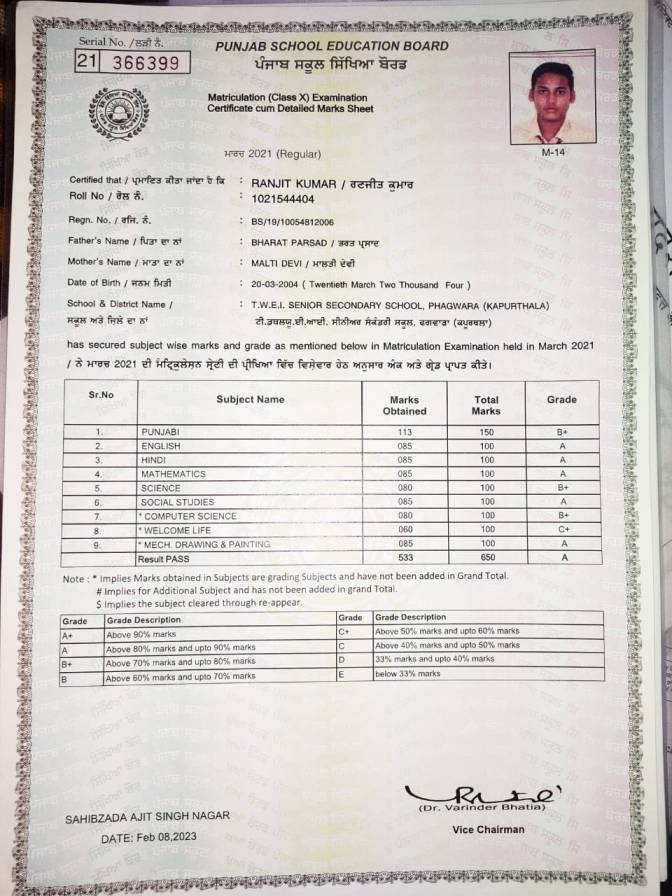 Serial No. /ਲੜੀ ਨੰ.
21 366399
PUNJAB SCHOOL EDUCATION BOARD
ਪੰਜਾਬ ਸਕੂਲ ਸਿੱਖਿਆ ਬੋਰਡ
Matriculation (Class X) Examination
Certificate cum Detailed Marks Sheet
ਮਾਰਚ 2021 (Regular)
M-14
Certified that / ਪ੍ਰਮਾਣਿਤ ਕੀਤਾ ਜਾਂਦਾ ਹੈ ਕਿ : RANJIT KUMAR / ਰਣਜੀਤ ਕੁਮਾਰ
Roll No / ਰੋਲ ਨੰ. : 1021544404
Regn. No. / ਰਜਿ. ਨੰ. : BS/19/10054812006
Father's Name / ਪਿਤਾ ਦਾ ਨਾਂ : BHARAT PARSAD / ਭਰਤ ਪ੍ਰਸਾਦ
Mother's Name / ਮਾਤਾ ਦਾ ਨਾਂ : MALTI DEVI / ਮਾਲਤੀ ਦੇਵੀ
Date of Birth / ਜਨਮ ਮਿਤੀ : 20-03-2004 ( Twentieth March Two Thousand Four )
School & District Name / : T.W.E.I. SENIOR SECONDARY SCHOOL, PHAGWARA (KAPURTHALA)
ਸਕੂਲ ਅਤੇ ਜ਼ਿਲੇ ਦਾ ਨਾਂ ਟੀ.ਡਬਲਯੂ.ਈ.ਆਈ. ਸੀਨੀਅਰ ਸੈਕੰਡਰੀ ਸਕੂਲ, ਫਗਵਾੜਾ (ਕਪੂਰਥਲਾ)
has secured subject wise marks and grade as mentioned below in Matriculation Examination held in March 2021
/ ਨੇ ਮਾਰਚ 2021 ਦੀ ਮੈਟ੍ਰਿਕੁਲੇਸ਼ਨ ਸ਼੍ਰੇਣੀ ਦੀ ਪ੍ਰੀਖਿਆ ਵਿੱਚ ਵਿਸ਼ੇਵਾਰ ਹੇਠ ਅਨੁਸਾਰ ਅੰਕ ਅਤੇ ਗ੍ਰੇਡ ਪ੍ਰਾਪਤ ਕੀਤੇ।
Sr.No Subject Name Marks Obtained Total Marks Grade
1. PUNJABI 113 150 B+
2. ENGLISH 085 100 A
3. HINDI 085 100 A
4. MATHEMATICS 085 100 A
5. SCIENCE 080 100 B+
6. SOCIAL STUDIES 085 100 A
7. * COMPUTER SCIENCE 080 100 B+
8. * WELCOME LIFE 060 100 C+
9. * MECH. DRAWING & PAINTING 085 100 A
Result PASS 533 650 A
Note : * Implies Marks obtained in Subjects are grading Subjects and have not been added in Grand Total.
# Implies for Additional Subject and has not been added in grand Total.
$ Implies the subject cleared through re-appear.
Grade Grade Description Grade Grade Description
A+ Above 90% marks C+ Above 50% marks and upto 60% marks
A Above 80% marks and upto 90% marks C Above 40% marks and upto 50% marks
B+ Above 70% marks and upto 80% marks D 33% marks and upto 40% marks
B Above 60% marks and upto 70% marks E below 33% marks
(Dr. Varinder Bhatia)
Vice Chairman
SAHIBZADA AJIT SINGH NAGAR
DATE: Feb 08,2023